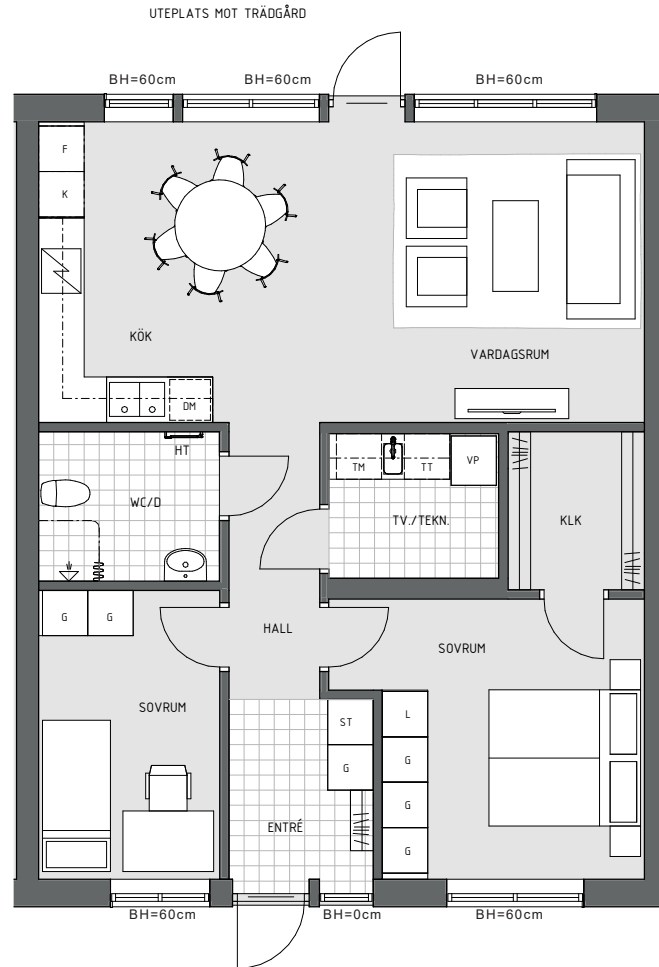 UTEPLATS MOT TRÄDGÅRD
BH=60cm BH=60cm BH=60cm
F
K
KÖK
VARDAGSRUM
DM
HT
TM TT VP
WC/D
TV./TEKN.
KLK
G G
HALL
SOVRUM
SOVRUM
ST
L
G
G
G
ENTRÉ
G
BH=60cm BH=0cm BH=60cm